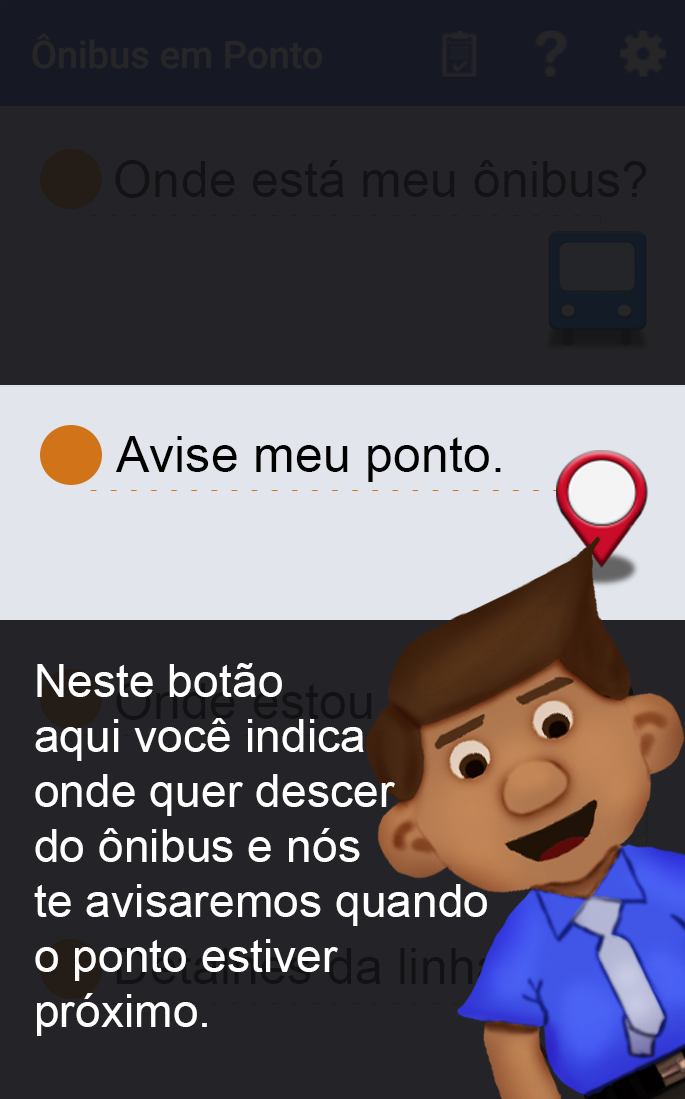 Ônibus em Ponto
Onde está meu ônibus?
Avise meu ponto.
Neste botão
Onde estou
aqui você indica
onde quer descer
do ônibus e nós
te avisaremos quando
o ponto estiver
Detalhes da linha
próximo.